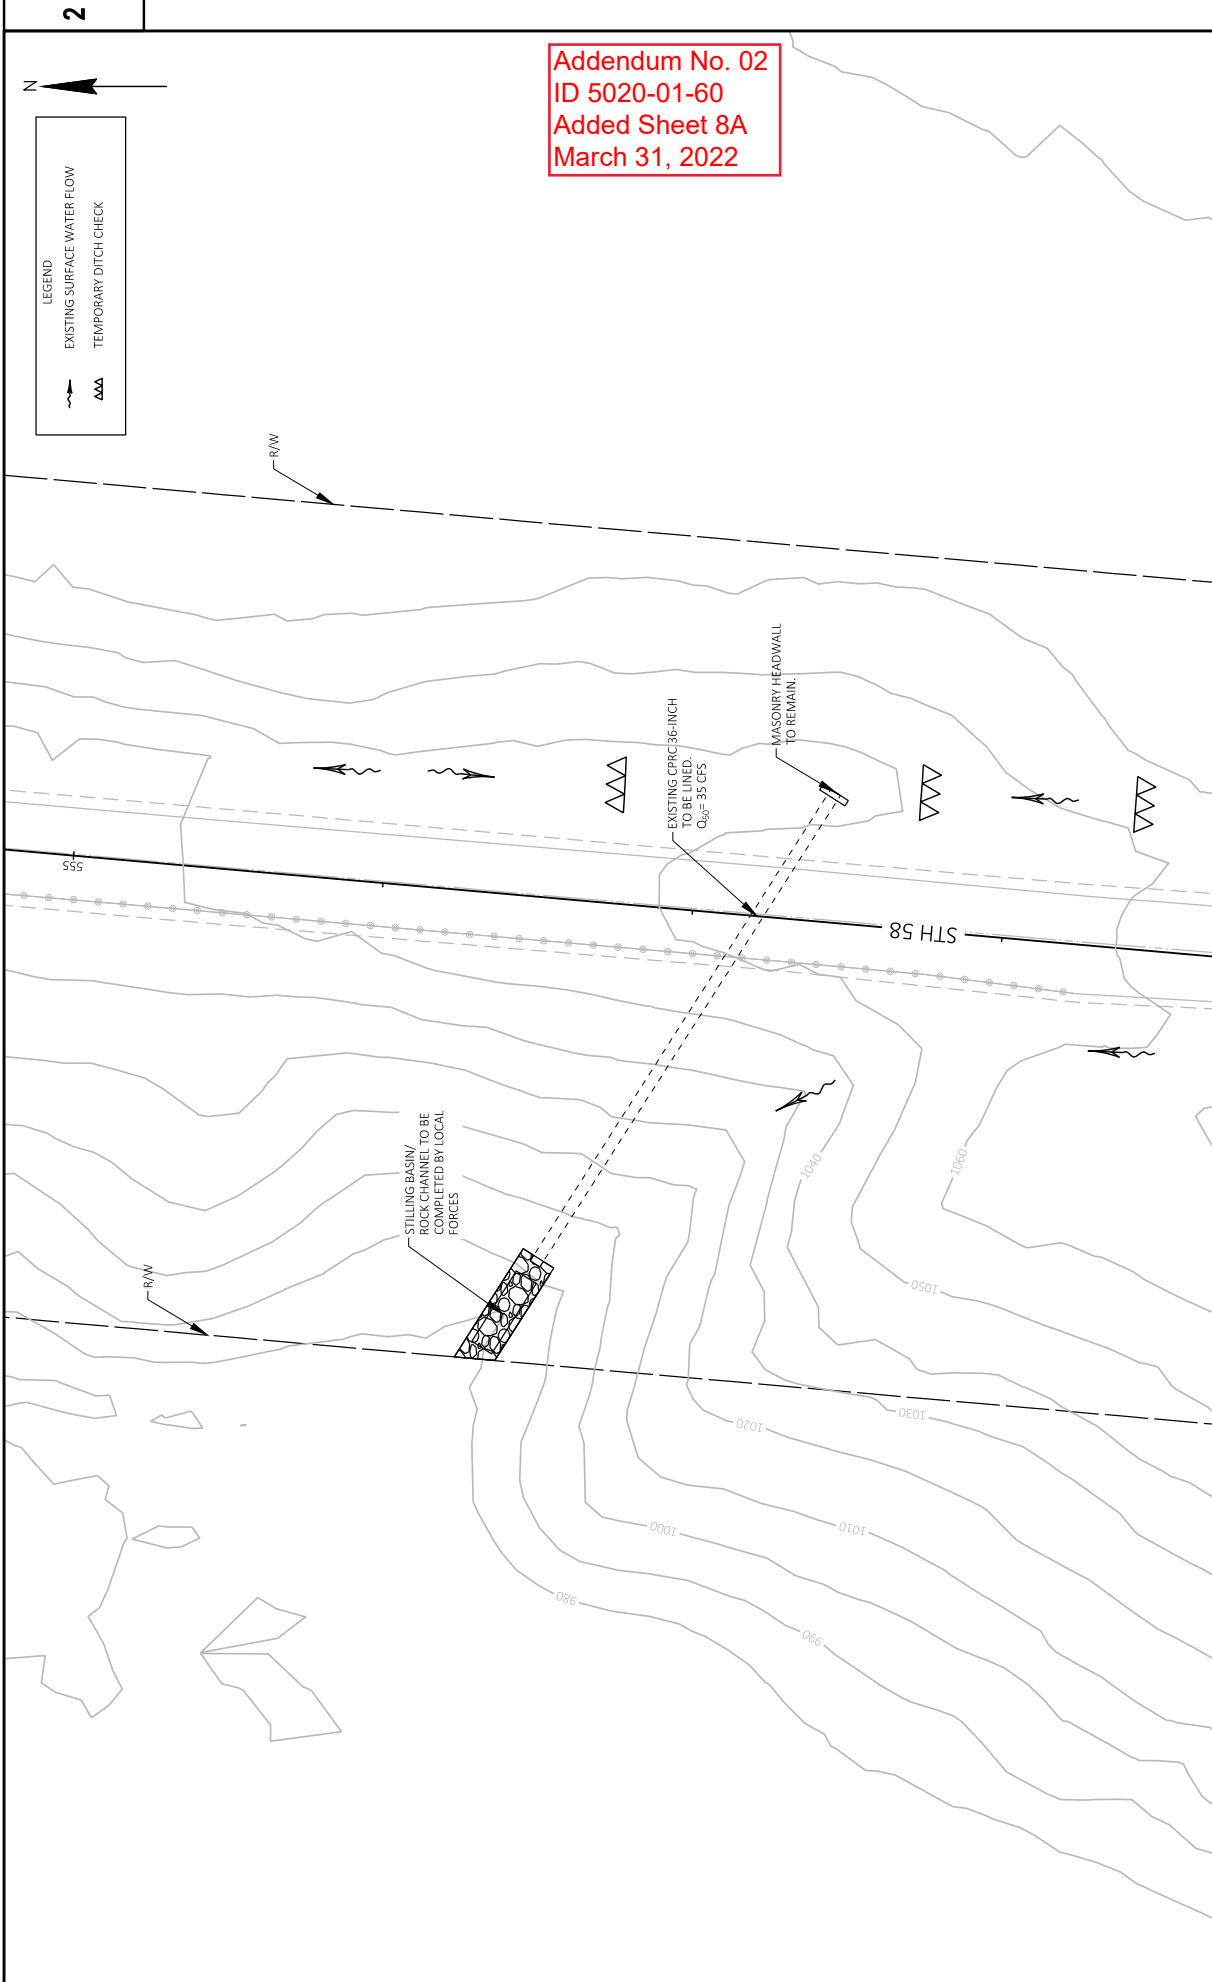 2
Addendum No. 02
ID 5020-01-60
Added Sheet 8A
March 31, 2022
N
LEGEND
EXISTING SURFACE WATER FLOW
TEMPORARY DITCH CHECK
R/W
MASONRY HEADWALL
TO REMAIN.
EXISTING CPRC 36-INCH
TO BE LINED.
Q50= 35 CFS
555
STH 58
STILLING BASIN/
ROCK CHANNEL TO BE
COMPLETED BY LOCAL
FORCES
R/W
1040
1060
1050
1030
1020
1010
1000
990
980